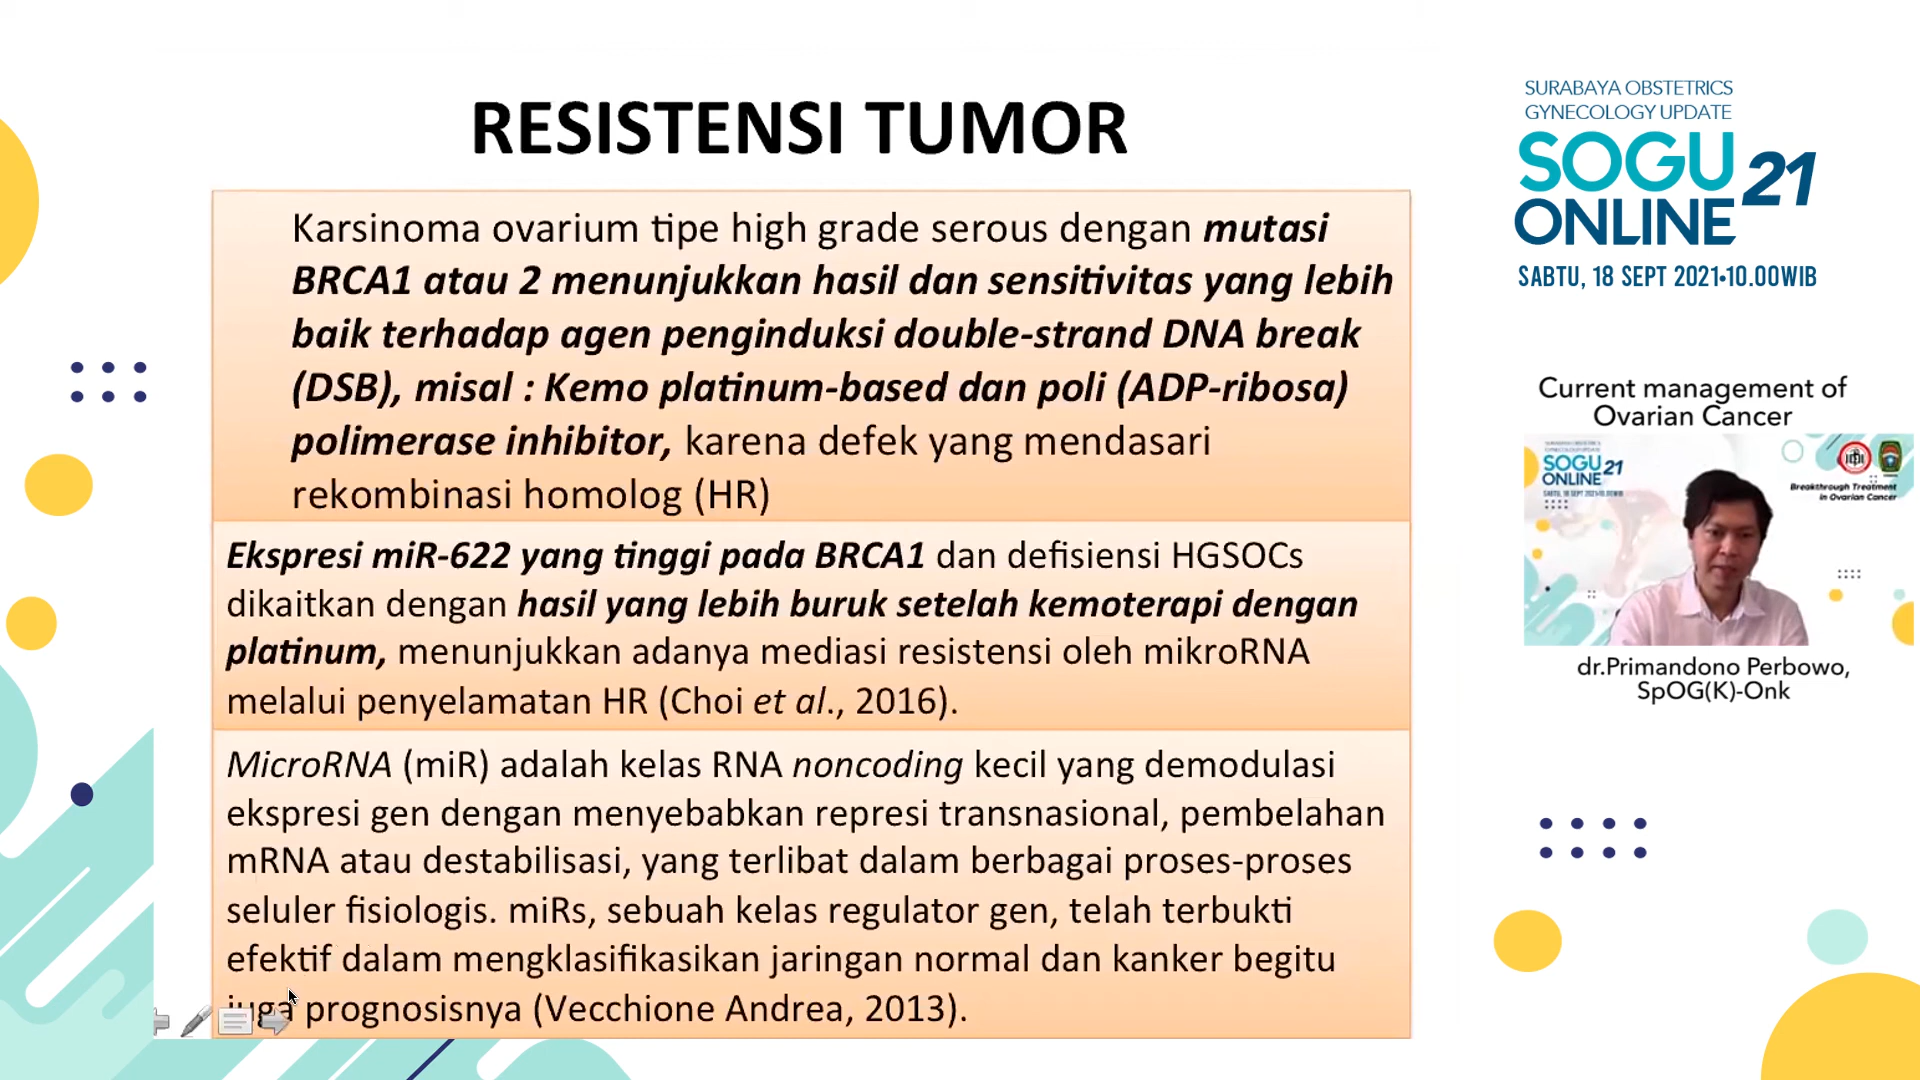 RESISTENSI TUMOR
Karsinoma ovarium tipe high grade serous dengan mutasi
BRCA1 atau 2 menunjukkan hasil dan sensitivitas yang lebih
baik terhadap agen penginduksi double-strand DNA break
(DSB), misal : Kemo platinum-based dan poli (ADP-ribosa)
polimerase inhibitor, karena defek yang mendasari
rekombinasi homolog (HR)
Ekspresi miR-622 yang tinggi pada BRCA1 dan defisiensi HGSOCs
dikaitkan dengan hasil yang lebih buruk setelah kemoterapi dengan
platinum, menunjukkan adanya mediasi resistensi oleh mikroRNA
melalui penyelamatan HR (Choi et al., 2016).
MicroRNA (miR) adalah kelas RNA noncoding kecil yang demodulasi
ekspresi gen dengan menyebabkan represi transnasional, pembelahan
mRNA atau destabilisasi, yang terlibat dalam berbagai proses-proses
seluler fisiologis. miRs, sebuah kelas regulator gen, telah terbukti
efektif dalam mengklasifikasikan jaringan normal dan kanker begitu
juga prognosisnya (Vecchione Andrea, 2013).
SURABAYA OBSTETRICS
GYNECOLOGY UPDATE
SOGU 21
ONLINE
SABTU, 18 SEPT 2021•10.00WIB
Current management of
Ovarian Cancer
SOGU 21
ONLINE
Breakthrough Treatment
in Ovarian Cancer
dr.Primandono Perbowo,
SpOG(K)-Onk